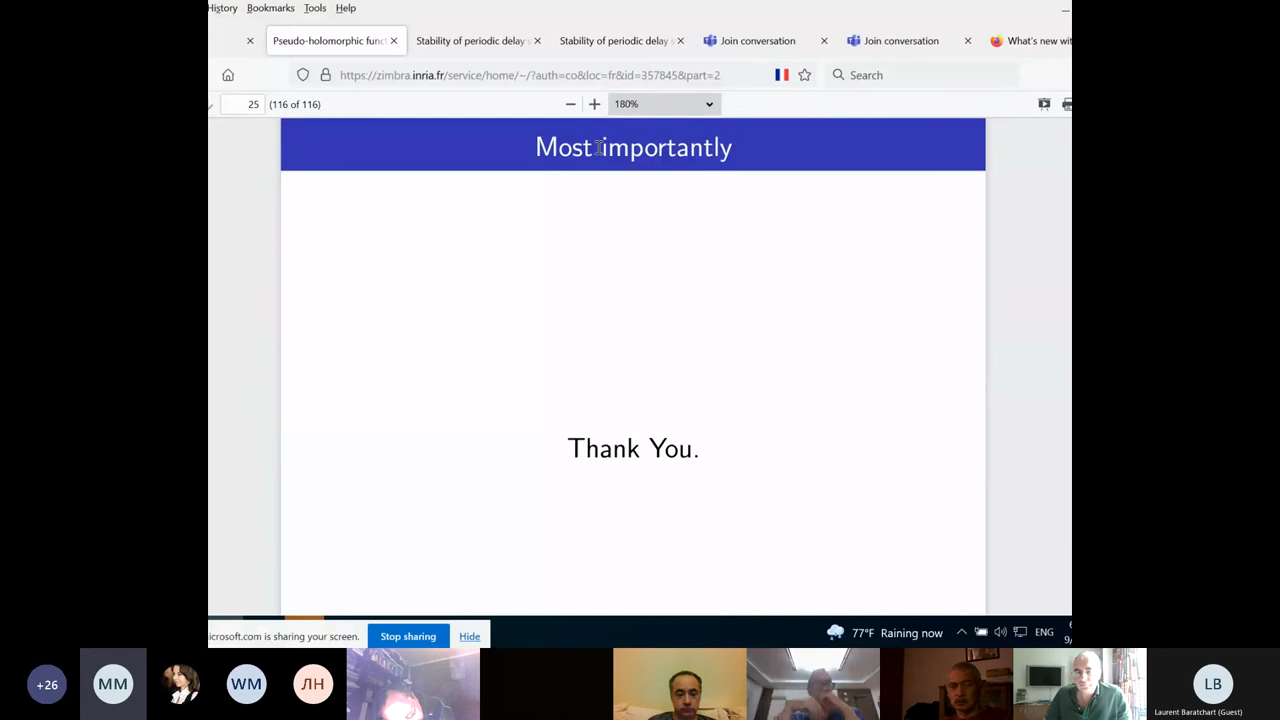 History Bookmarks Tools Help
Pseudo-holomorphic func Stability of periodic delay s Stability of periodic delay s Join conversation Join conversation What's new wit
https://zimbra.inria.fr/service/home/~/?auth=co&loc=fr&id=357845&part=2 Search
25 (116 of 116) 180%
Most importantly
Thank You.
icrosoft.com is sharing your screen. Stop sharing Hide
77°F Raining now ENG
+26 MM WM ЛН LB
Laurent Baratchart (Guest)